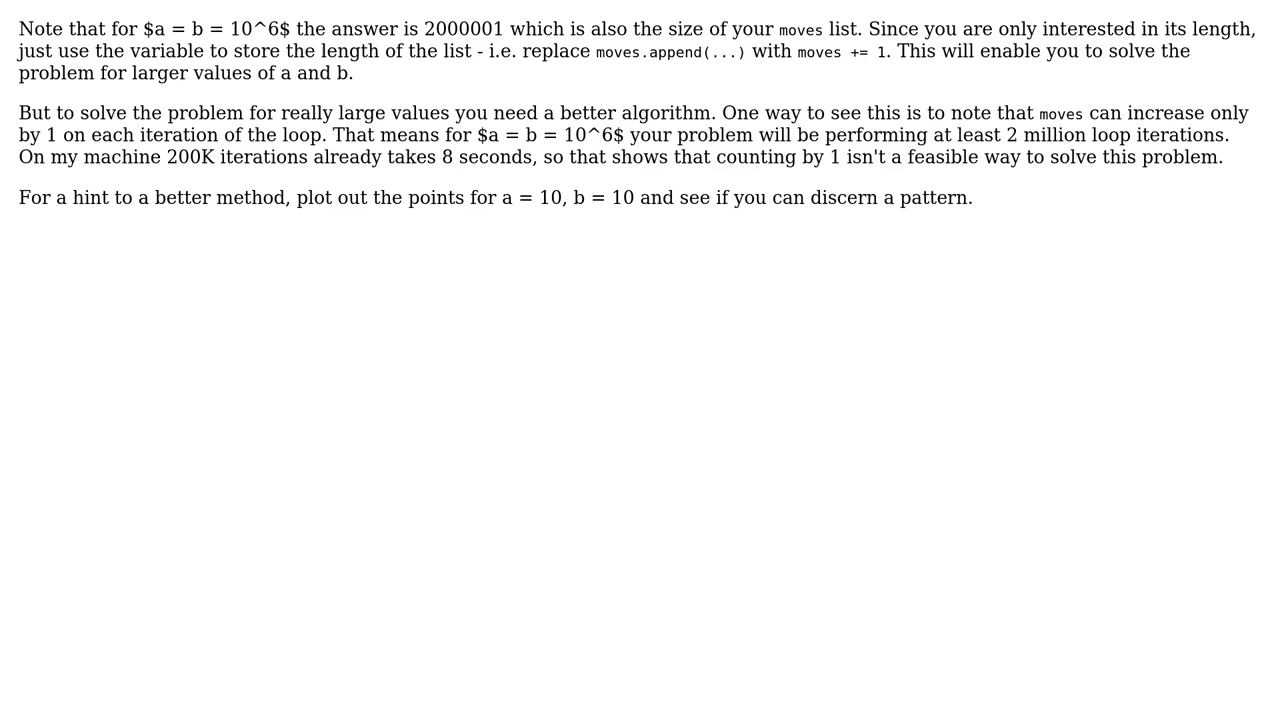 Note that for $a = b = 10^6$ the answer is 2000001 which is also the size of your moves list. Since you are only interested in its length,
just use the variable to store the length of the list - i.e. replace moves.append(...) with moves += 1. This will enable you to solve the
problem for larger values of a and b.
But to solve the problem for really large values you need a better algorithm. One way to see this is to note that moves can increase only
by 1 on each iteration of the loop. That means for $a = b = 10^6$ your problem will be performing at least 2 million loop iterations.
On my machine 200K iterations already takes 8 seconds, so that shows that counting by 1 isn't a feasible way to solve this problem.
For a hint to a better method, plot out the points for a = 10, b = 10 and see if you can discern a pattern.